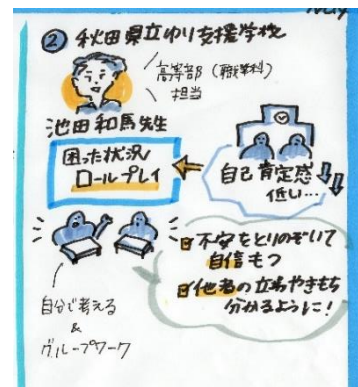 ② 秋田県立ゆり支援学校
高等部（職業科）
担当
池田和馬先生
困った状況
ロールプレイ
自己肯定感
低い…
不安をとりのぞいて
自信もつ
他者の立場やきもち
分かるように！
自分で考える
&
グループワーク